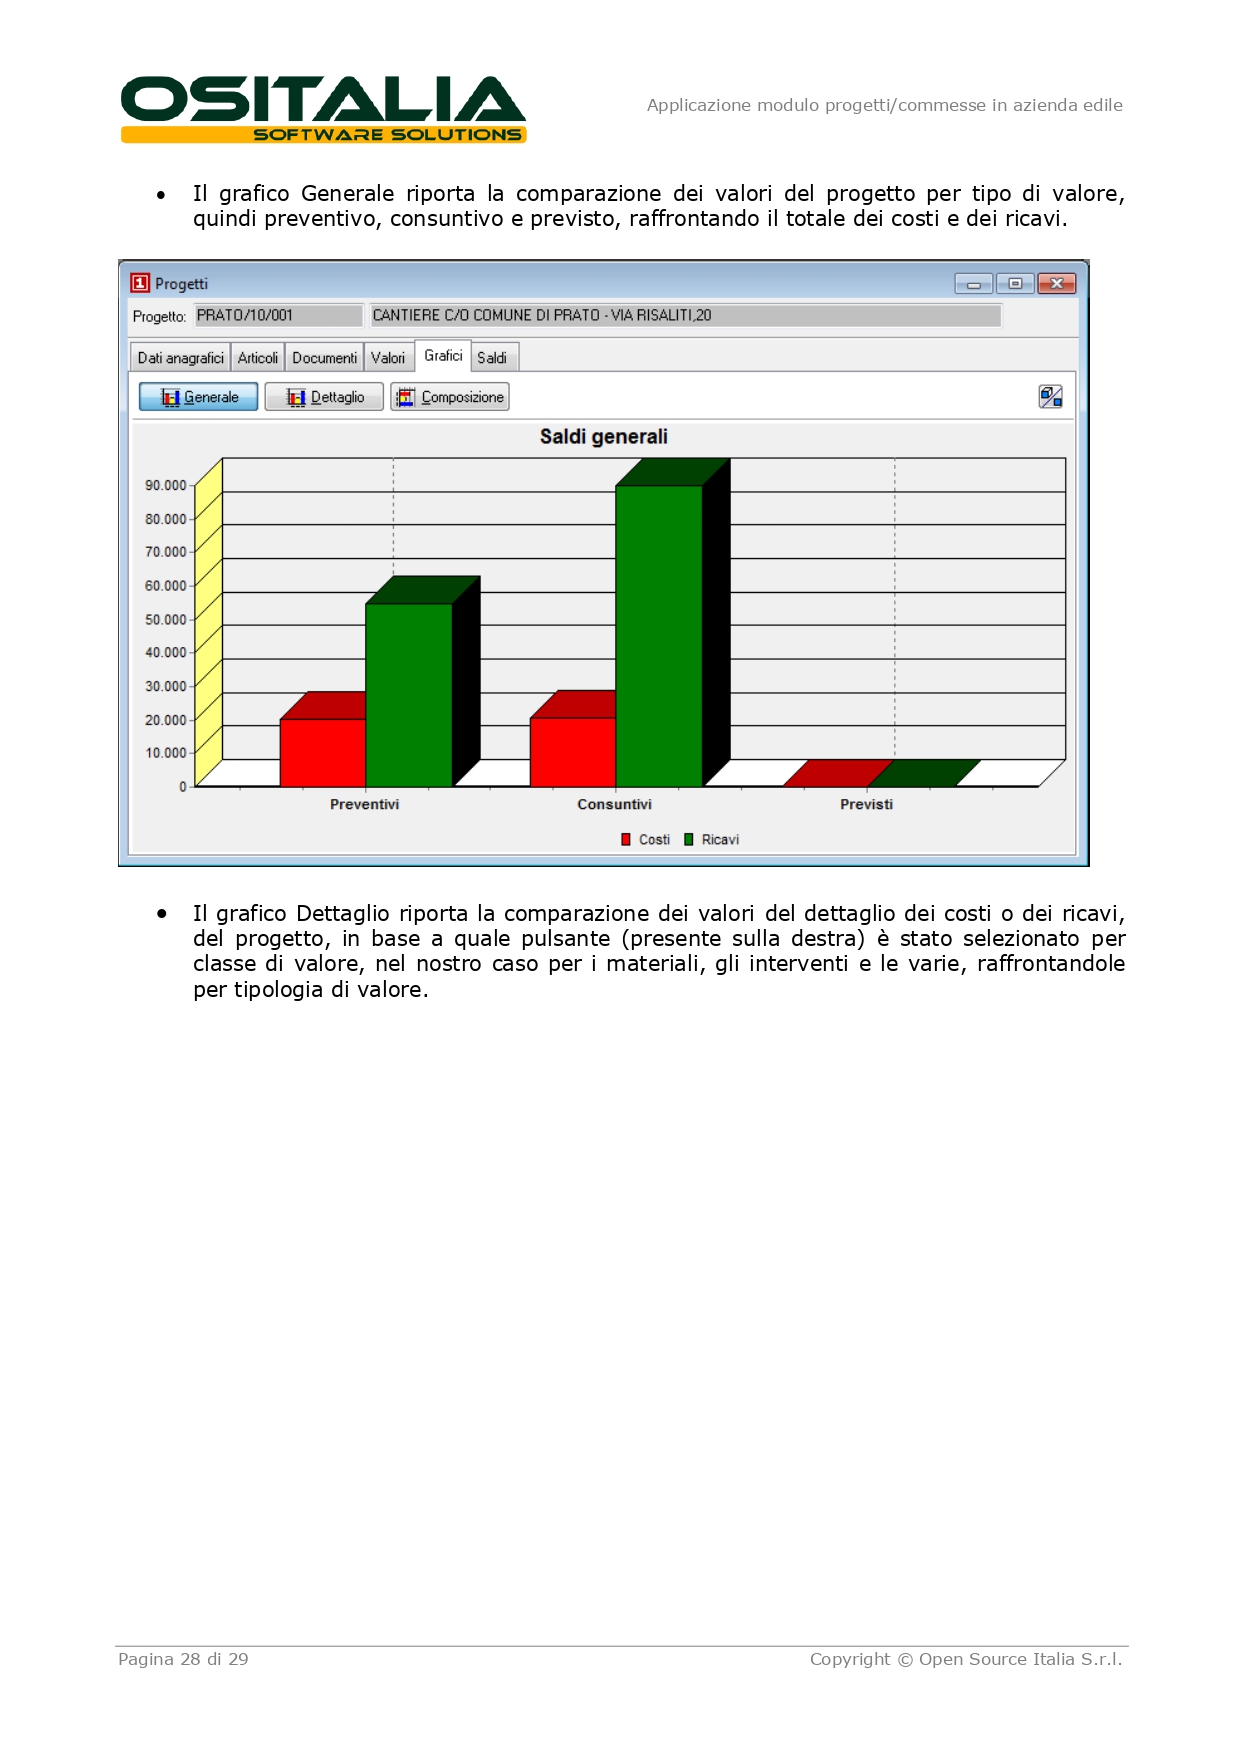 OSITALIA
SOFTWARE SOLUTIONS
Applicazione modulo progetti/commesse in azienda edile
• Il grafico Generale riporta la comparazione dei valori del progetto per tipo di valore,
quindi preventivo, consuntivo e previsto, raffrontando il totale dei costi e dei ricavi.
1 Progetti
Progetto: PRATO/10/001 CANTIERE C/O COMUNE DI PRATO - VIA RISALITI,20
Dati anagrafici Articoli Documenti Valori Grafici Saldi
Generale Dettaglio Composizione
Saldi generali
90.000
80.000
70.000
60.000
50.000
40.000
30.000
20.000
10.000
0
Preventivi Consuntivi Previsti
Costi Ricavi
• Il grafico Dettaglio riporta la comparazione dei valori del dettaglio dei costi o dei ricavi,
del progetto, in base a quale pulsante (presente sulla destra) è stato selezionato per
classe di valore, nel nostro caso per i materiali, gli interventi e le varie, raffrontandole
per tipologia di valore.
Pagina 28 di 29 Copyright © Open Source Italia S.r.l.